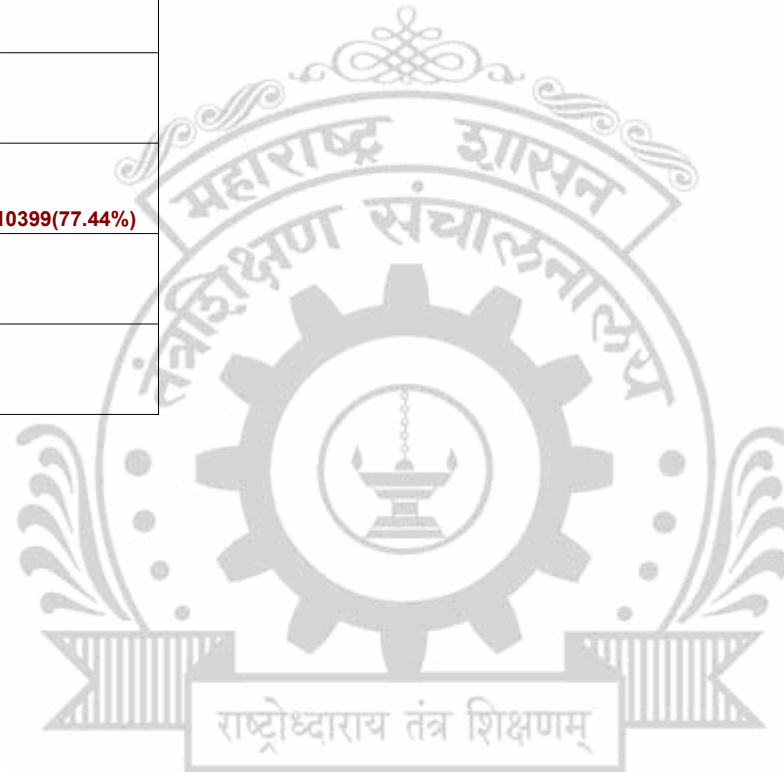 महाराष्ट्र शासन
तंत्रशिक्षण संचालनालय
10399(77.44%)
राष्ट्रोध्दाराय तंत्र शिक्षणम्